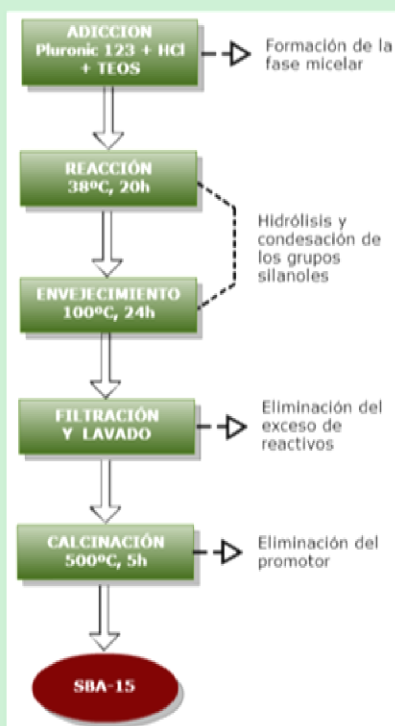 ADICCION
Pluronic 123 + HCl
+ TEOS
Formación de la
fase micelar
REACCIÓN
38ºC, 20h
Hidrólisis y
condesación de
los grupos
silanoles
ENVEJECIMIENTO
100ºC, 24h
FILTRACIÓN
Y LAVADO
Eliminación del
exceso de
reactivos
CALCINACIÓN
500ºC, 5h
Eliminación del
promotor
SBA-15